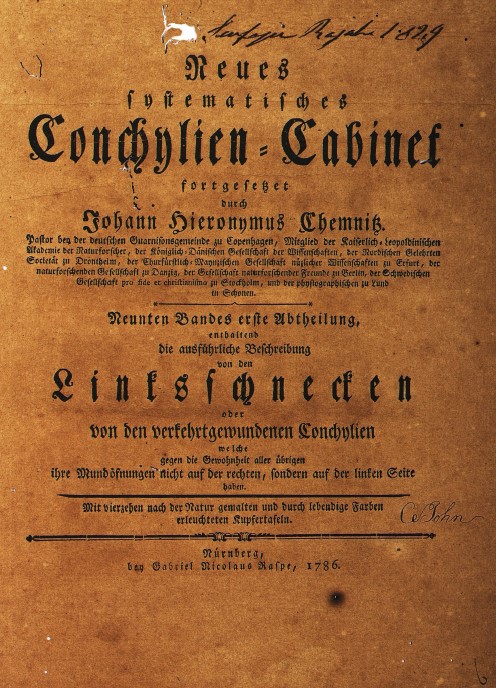 1829
Neues
systematisches
Conchylien-Cabinet
fortgesetzet
durch
Johann Hieronymus Chemnitz.
Pastor bey der deutschen Guarnisonsgemeinde zu Copenhagen, Mitglied der Kaiserlich-Leopoldinischen
Akademie der Naturforscher, der Königlich-Dänischen Gesellschaft der Wissenschaften, der Nordischen Gelehrten
Societät zu Drontheim, der Churfürstlich-Maynzischen Gesellschaft nüzlicher Wissenschaften zu Erfurt, der
naturforschenden Gesellschaft zu Danzig, der Gesellschaft naturforschender Freunde zu Berlin, der Schwedischen
Gesellschaft pro fide et christianismo zu Stockholm, und der physiographischen zu Lund
in Schonen.
Neunten Bandes erste Abtheilung,
enthaltend
die ausführliche Beschreibung
von den
Linksschnecken
oder
von den verkehrtgewundenen Conchylien
welche
gegen die Gewohnheit aller übrigen
ihre Mundöfnungen nicht auf der rechten, sondern auf der linken Seite
haben.
Mit vierzehen nach der Natur gemalten und durch lebendige Farben
erleuchteten Kupfertafeln.
Nürnberg,
bey Gabriel Nicolaus Raspe, 1786.